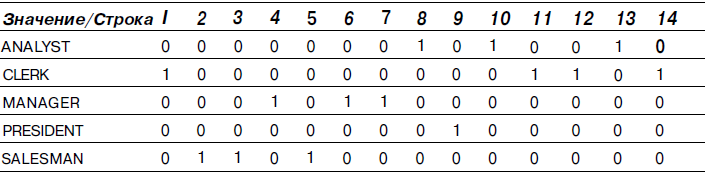 Значение/Строка 1 2 3 4 5 6 7 8 9 10 11 12 13 14
ANALYST 0 0 0 0 0 0 0 1 0 1 0 0 1 0
CLERK 1 0 0 0 0 0 0 0 0 0 1 1 0 1
MANAGER 0 0 0 1 0 1 1 0 0 0 0 0 0 0
PRESIDENT 0 0 0 0 0 0 0 0 1 0 0 0 0 0
SALESMAN 0 1 1 0 1 0 0 0 0 0 0 0 0 0